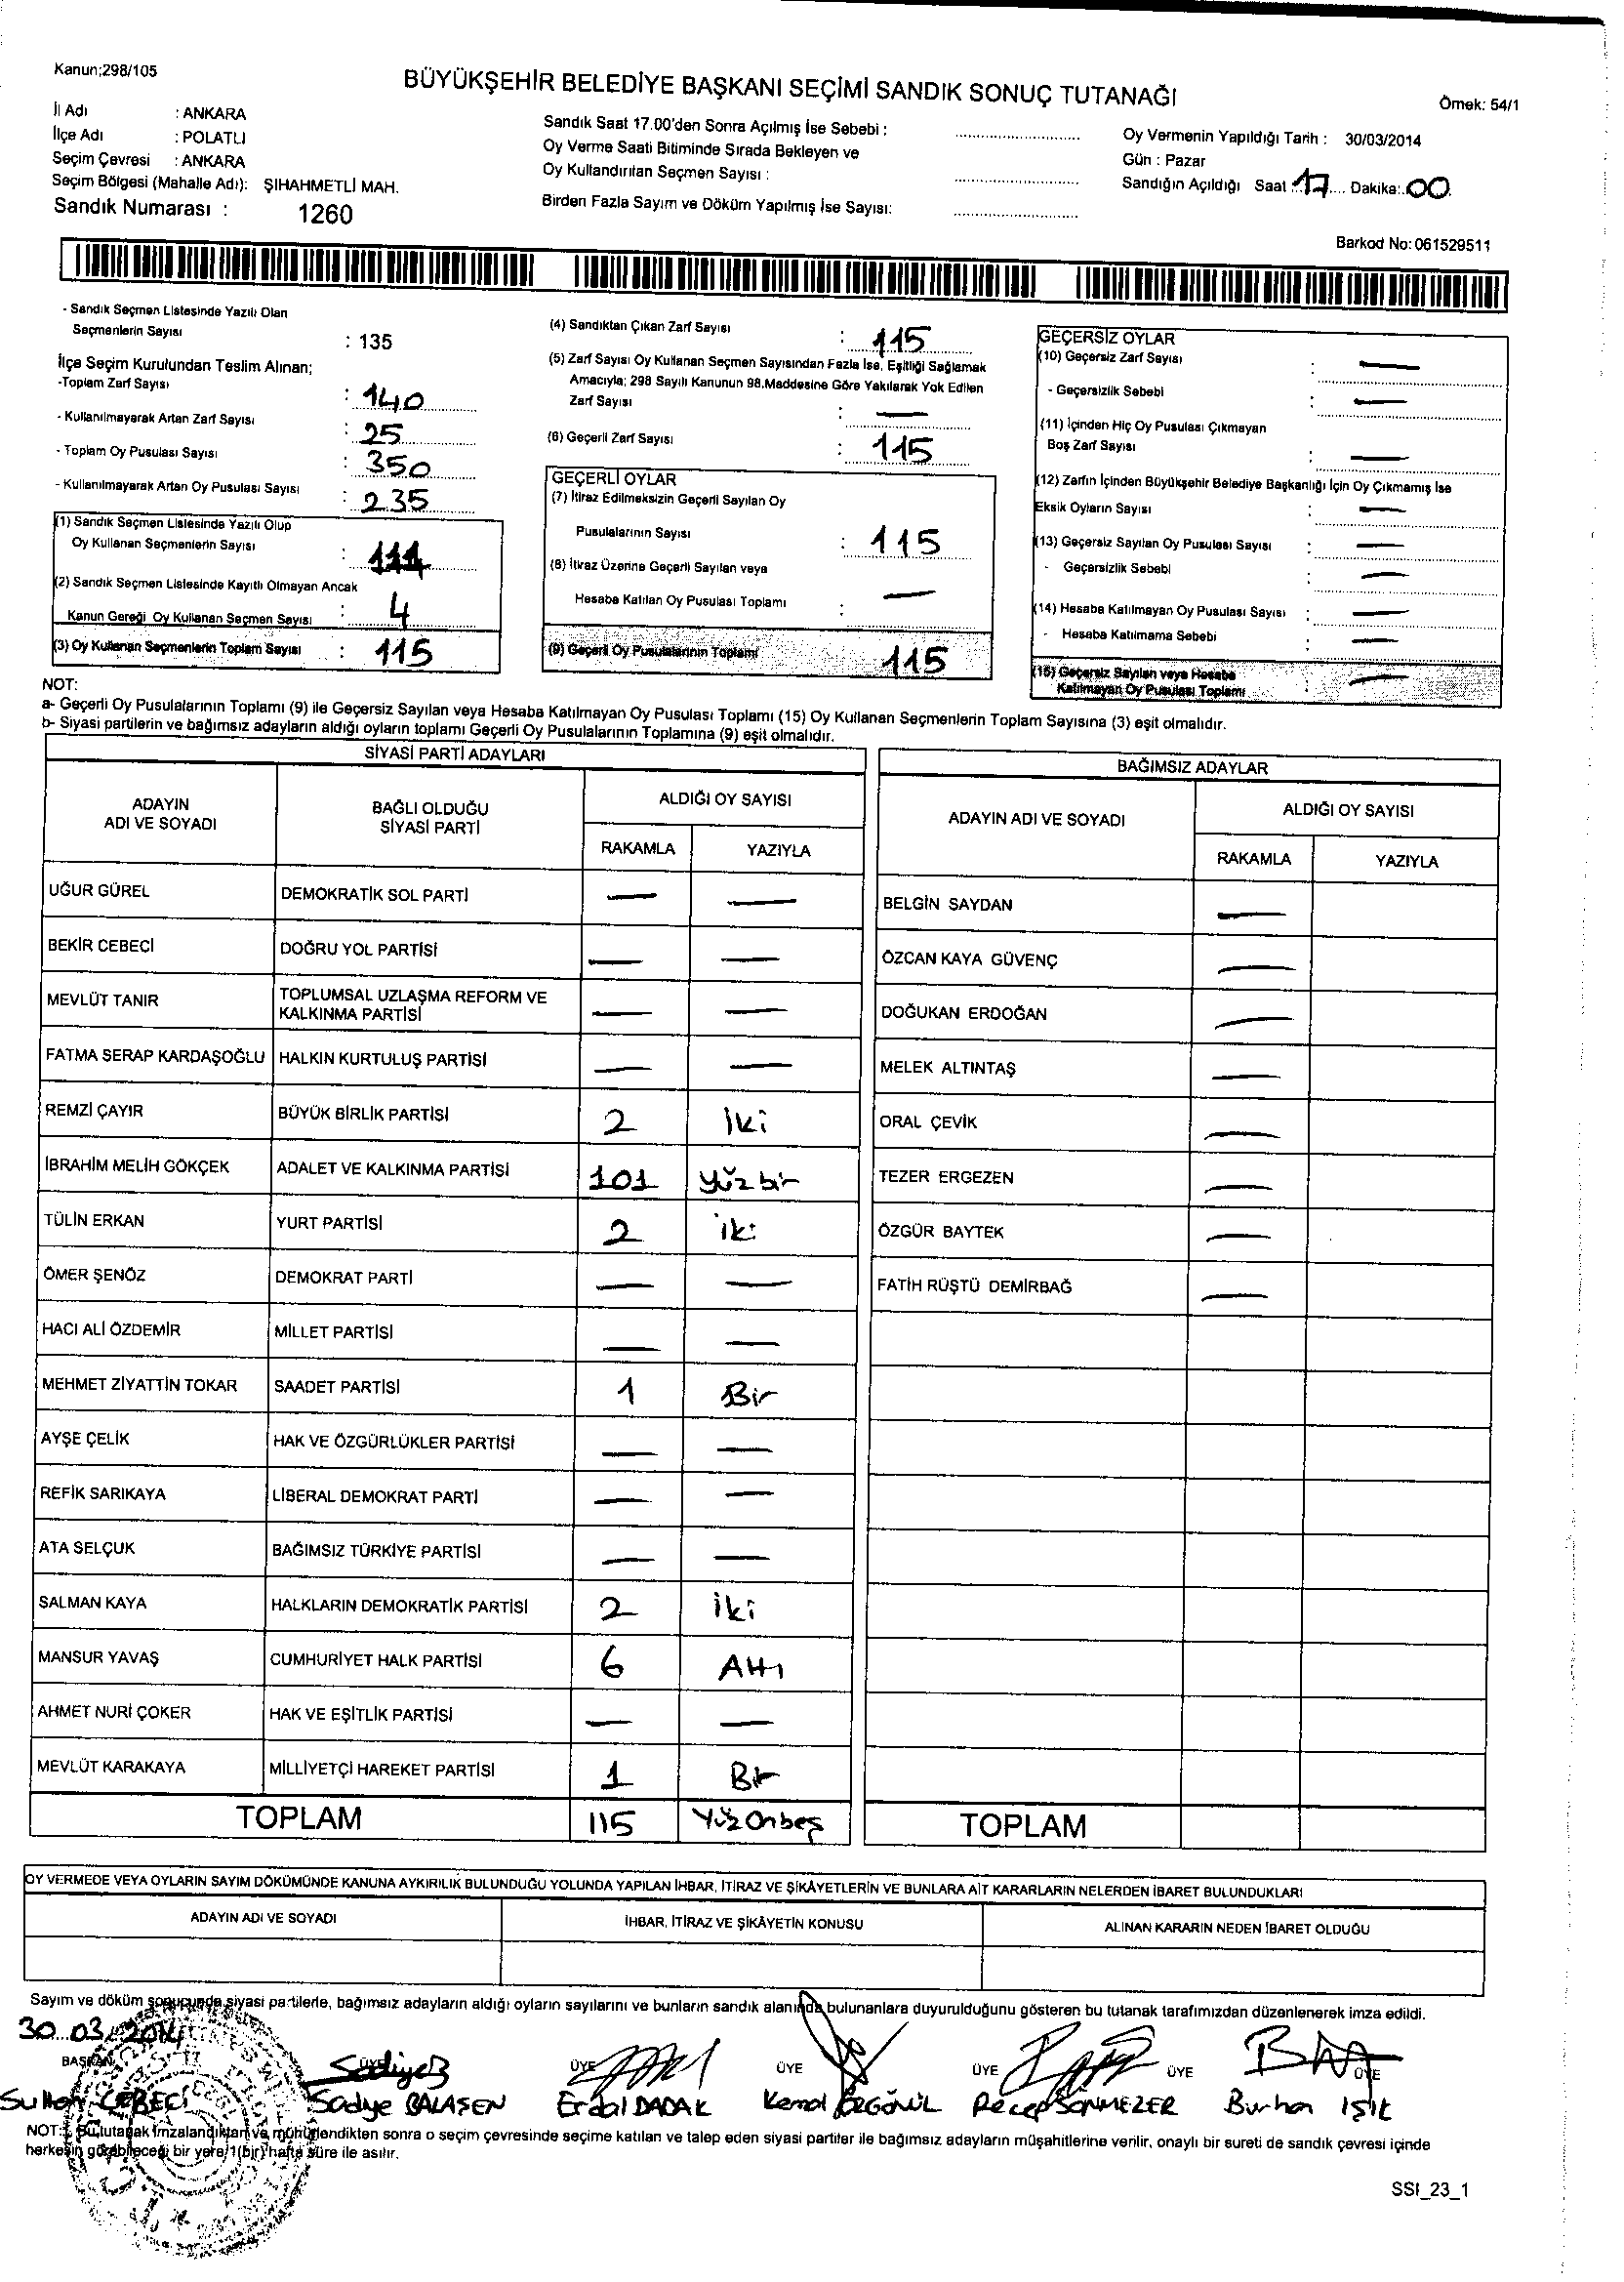 Kanun;298/105
BÜYÜKŞEHİR BELEDİYE BAŞKANI SEÇİMİ SANDIK SONUÇ TUTANAĞI
Örnek: 54/1
İl Adı : ANKARA
İlçe Adı : POLATLI
Seçim Çevresi : ANKARA
Seçim Bölgesi (Mahalle Adı): ŞIHAHMETLİ MAH.
Sandık Numarası : 1260
Sandık Saat 17.00'den Sonra Açılmış İse Sebebi :
Oy Verme Saati Bitiminde Sırada Bekleyen ve
Oy Kullandırılan Seçmen Sayısı :
Birden Fazla Sayım ve Döküm Yapılmış İse Sayısı:
Oy Vermenin Yapıldığı Tarih : 30/03/2014
Gün : Pazar
Sandığın Açıldığı Saat : 17 Dakika: 00
Barkod No: 061529511
- Sandık Seçmen Listesinde Yazılı Olan
Seçmenlerin Sayısı : 135
İlçe Seçim Kurulundan Teslim Alınan;
-Toplam Zarf Sayısı : 140
- Kullanılmayarak Artan Zarf Sayısı : 25
- Toplam Oy Pusulası Sayısı : 350
- Kullanılmayarak Artan Oy Pusulası Sayısı : 235
(1) Sandık Seçmen Listesinde Yazılı Olup
Oy Kullanan Seçmenlerin Sayısı : 111
(2) Sandık Seçmen Listesinde Kayıtlı Olmayan Ancak
Kanun Gereği Oy Kullanan Seçmen Sayısı : 4
(3) Oy Kullanan Seçmenlerin Toplam Sayısı : 115
(4) Sandıktan Çıkan Zarf Sayısı : 115
(5) Zarf Sayısı Oy Kullanan Seçmen Sayısından Fazla İse, Eşitliği Sağlamak
Amacıyla; 298 Sayılı Kanunun 98.Maddesine Göre Yakılarak Yok Edilen
Zarf Sayısı : —
(6) Geçerli Zarf Sayısı : 115
GEÇERLİ OYLAR
(7) İtiraz Edilmeksizin Geçerli Sayılan Oy
Pusulalarının Sayısı : 115
(8) İtiraz Üzerine Geçerli Sayılan veya
Hesaba Katılan Oy Pusulası Toplamı : —
(9) Geçerli Oy Pusulalarının Toplamı 115
GEÇERSİZ OYLAR
(10) Geçersiz Zarf Sayısı : —
- Geçersizlik Sebebi : —
(11) İçinden Hiç Oy Pusulası Çıkmayan
Boş Zarf Sayısı : —
(12) Zarfın İçinden Büyükşehir Belediye Başkanlığı İçin Oy Çıkmamış İse
Eksik Oyların Sayısı : —
(13) Geçersiz Sayılan Oy Pusulası Sayısı : —
- Geçersizlik Sebebi : —
(14) Hesaba Katılmayan Oy Pusulası Sayısı : —
- Hesaba Katılmama Sebebi : —
(15) Geçersiz Sayılan veya Hesaba
Katılmayan Oy Pusulası Toplamı : —
NOT:
a- Geçerli Oy Pusulalarının Toplamı (9) ile Geçersiz Sayılan veya Hesaba Katılmayan Oy Pusulası Toplamı (15) Oy Kullanan Seçmenlerin Toplam Sayısına (3) eşit olmalıdır.
b- Siyasi partilerin ve bağımsız adayların aldığı oyların toplamı Geçerli Oy Pusulalarının Toplamına (9) eşit olmalıdır.
SİYASİ PARTİ ADAYLARI
ADAYIN ADI VE SOYADI BAĞLI OLDUĞU SİYASİ PARTİ ALDIĞI OY SAYISI
RAKAMLA YAZIYLA
UĞUR GÜREL DEMOKRATİK SOL PARTİ — —
BEKİR CEBECİ DOĞRU YOL PARTİSİ — —
MEVLÜT TANIR TOPLUMSAL UZLAŞMA REFORM VE KALKINMA PARTİSİ — —
FATMA SERAP KARDAŞOĞLU HALKIN KURTULUŞ PARTİSİ — —
REMZİ ÇAYIR BÜYÜK BİRLİK PARTİSİ 2 İki
İBRAHİM MELİH GÖKÇEK ADALET VE KALKINMA PARTİSİ 101 yüzbir
TÜLİN ERKAN YURT PARTİSİ 2 iki
ÖMER ŞENÖZ DEMOKRAT PARTİ — —
HACI ALİ ÖZDEMİR MİLLET PARTİSİ — —
MEHMET ZİYATTİN TOKAR SAADET PARTİSİ 1 Bir
AYŞE ÇELİK HAK VE ÖZGÜRLÜKLER PARTİSİ — —
REFİK SARIKAYA LİBERAL DEMOKRAT PARTİ — —
ATA SELÇUK BAĞIMSIZ TÜRKİYE PARTİSİ — —
SALMAN KAYA HALKLARIN DEMOKRATİK PARTİSİ 2 iki
MANSUR YAVAŞ CUMHURİYET HALK PARTİSİ 6 Altı
AHMET NURİ ÇOKER HAK VE EŞİTLİK PARTİSİ — —
MEVLÜT KARAKAYA MİLLİYETÇİ HAREKET PARTİSİ 1 Bir
TOPLAM 115 YüzOnbeş
BAĞIMSIZ ADAYLAR
ADAYIN ADI VE SOYADI ALDIĞI OY SAYISI
RAKAMLA YAZIYLA
BELGİN SAYDAN —
ÖZCAN KAYA GÜVENÇ —
DOĞUKAN ERDOĞAN —
MELEK ALTINTAŞ —
ORAL ÇEVİK —
TEZER ERGEZEN —
ÖZGÜR BAYTEK —
FATİH RÜŞTÜ DEMİRBAĞ —
TOPLAM
OY VERMEDE VEYA OYLARIN SAYIM DÖKÜMÜNDE KANUNA AYKIRILIK BULUNDUĞU YOLUNDA YAPILAN İHBAR, İTİRAZ VE ŞİKÂYETLERİN VE BUNLARA AİT KARARLARIN NELERDEN İBARET BULUNDUKLARI
ADAYIN ADI VE SOYADI İHBAR, İTİRAZ VE ŞİKÂYETİN KONUSU ALINAN KARARIN NEDEN İBARET OLDUĞU
Sayım ve döküm sonucunda siyasi partilerle, bağımsız adayların aldığı oyların sayılarını ve bunların sandık alanında bulunanlara duyurulduğunu gösteren bu tutanak tarafımızdan düzenlenerek imza edildi.
30.03.2014
BAŞKAN ÜYE ÜYE ÜYE ÜYE ÜYE ÜYE
Sultan CEBECİ Sadiye BALAŞEN Erdal DADAK Kemal ÖZGÖNÜL Recep SÖNMEZER Burhan IŞIK
NOT: Bu tutanak imzalandıktan ve mühürlendikten sonra o seçim çevresinde seçime katılan ve talep eden siyasi partiler ile bağımsız adayların müşahitlerine verilir, onaylı bir sureti de sandık çevresi içinde
herkesin görebileceği bir yere 1(bir) hafta süre ile asılır.
SSI_23_1